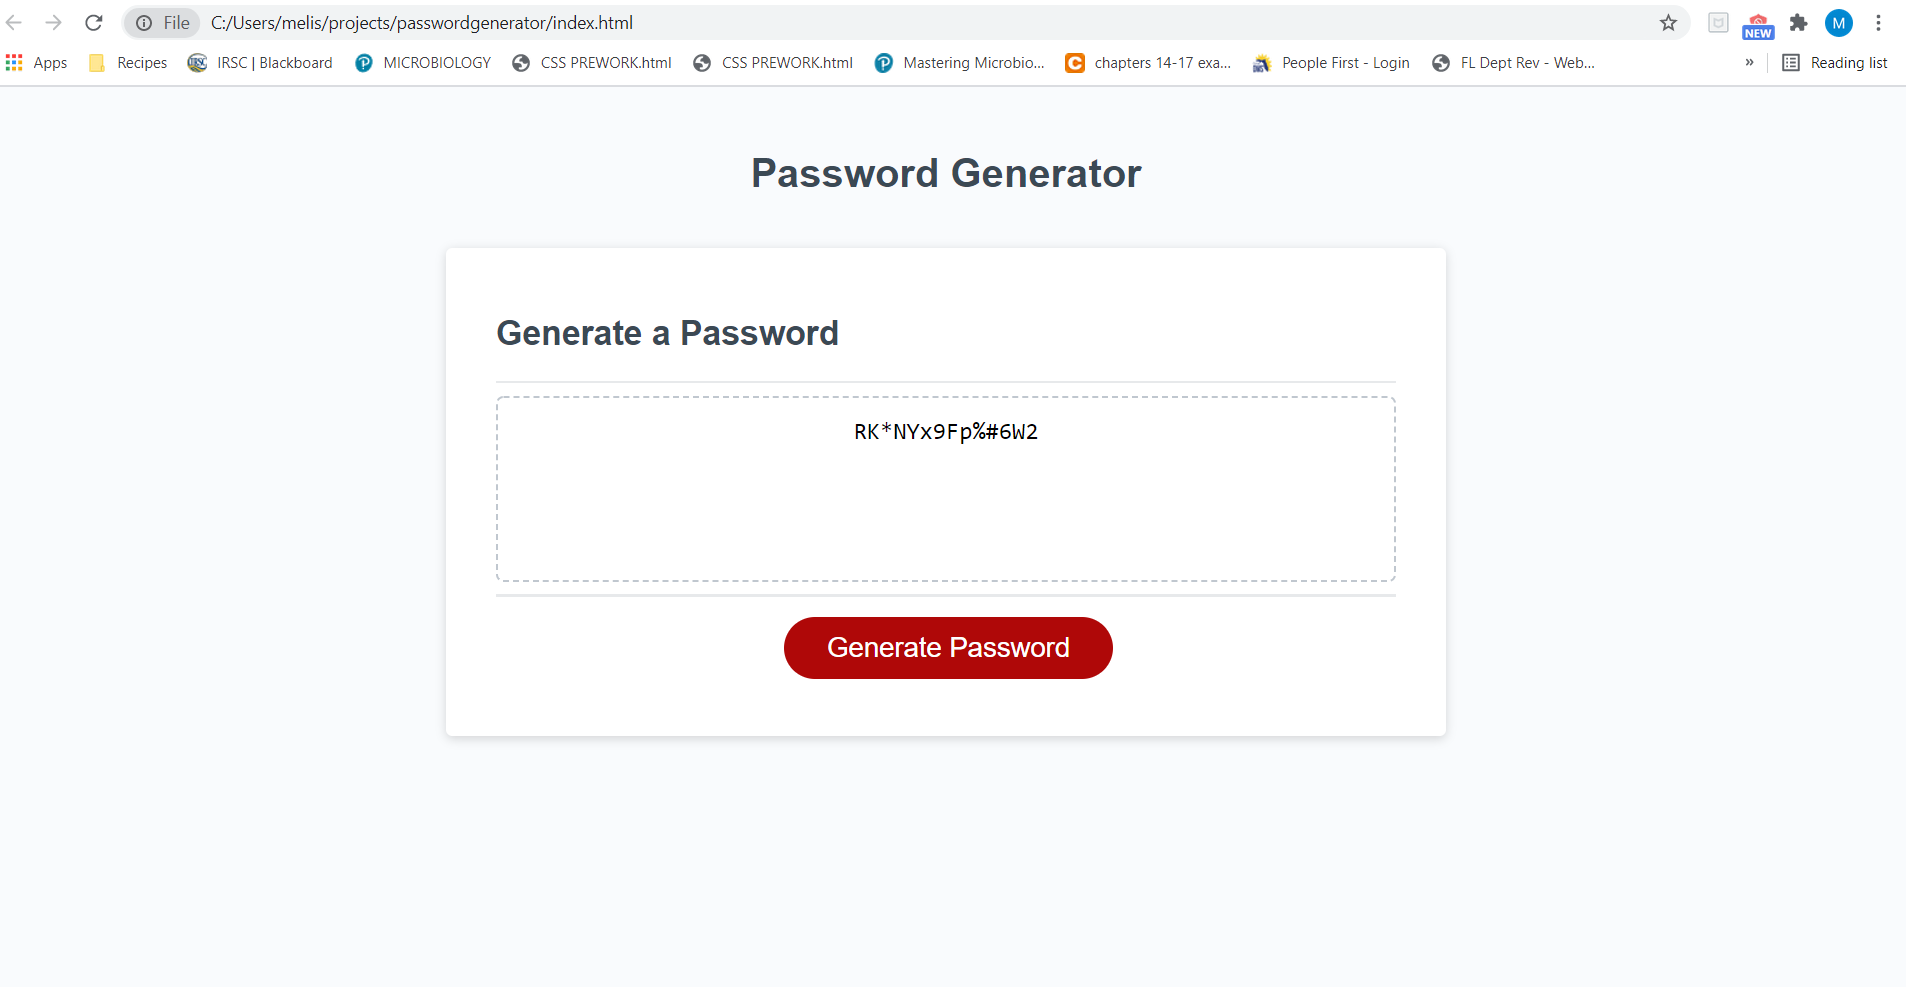 File C:/Users/melis/projects/passwordgenerator/index.html
NEW
M
Apps Recipes IRSC | Blackboard MICROBIOLOGY CSS PREWORK.html CSS PREWORK.html Mastering Microbio... chapters 14-17 exa... People First - Login FL Dept Rev - Web... » Reading list
Password Generator
Generate a Password
RK*NYx9Fp%#6W2
Generate Password